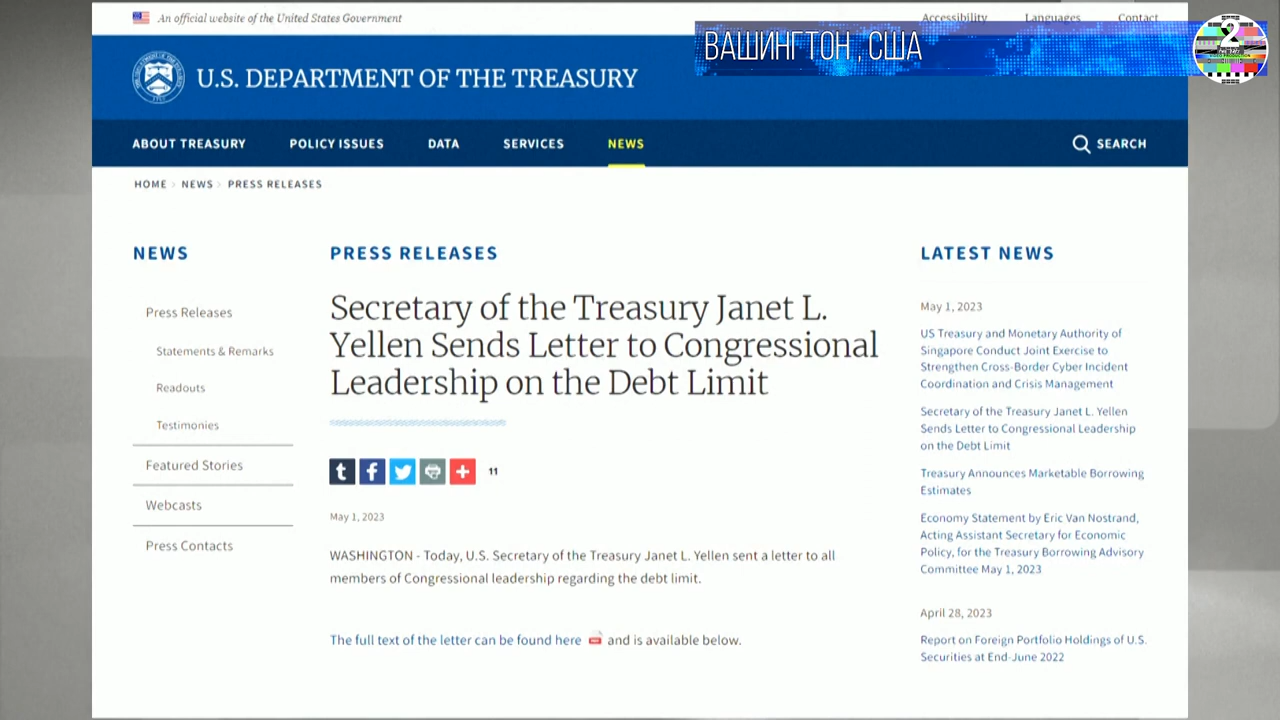 An official website of the United States Government
Accessibility
Languages
Contact
ВАШИНГТОН, США
2
U.S. DEPARTMENT OF THE TREASURY
ABOUT TREASURY
POLICY ISSUES
DATA
SERVICES
NEWS
SEARCH
HOME > NEWS > PRESS RELEASES
NEWS
Press Releases
Statements & Remarks
Readouts
Testimonies
Featured Stories
Webcasts
Press Contacts
PRESS RELEASES
Secretary of the Treasury Janet L.
Yellen Sends Letter to Congressional
Leadership on the Debt Limit
11
May 1, 2023
WASHINGTON - Today, U.S. Secretary of the Treasury Janet L. Yellen sent a letter to all
members of Congressional leadership regarding the debt limit.
The full text of the letter can be found here and is available below.
LATEST NEWS
May 1, 2023
US Treasury and Monetary Authority of
Singapore Conduct Joint Exercise to
Strengthen Cross-Border Cyber Incident
Coordination and Crisis Management
Secretary of the Treasury Janet L. Yellen
Sends Letter to Congressional Leadership
on the Debt Limit
Treasury Announces Marketable Borrowing
Estimates
Economy Statement by Eric Van Nostrand,
Acting Assistant Secretary for Economic
Policy, for the Treasury Borrowing Advisory
Committee May 1, 2023
April 28, 2023
Report on Foreign Portfolio Holdings of U.S.
Securities at End-June 2022